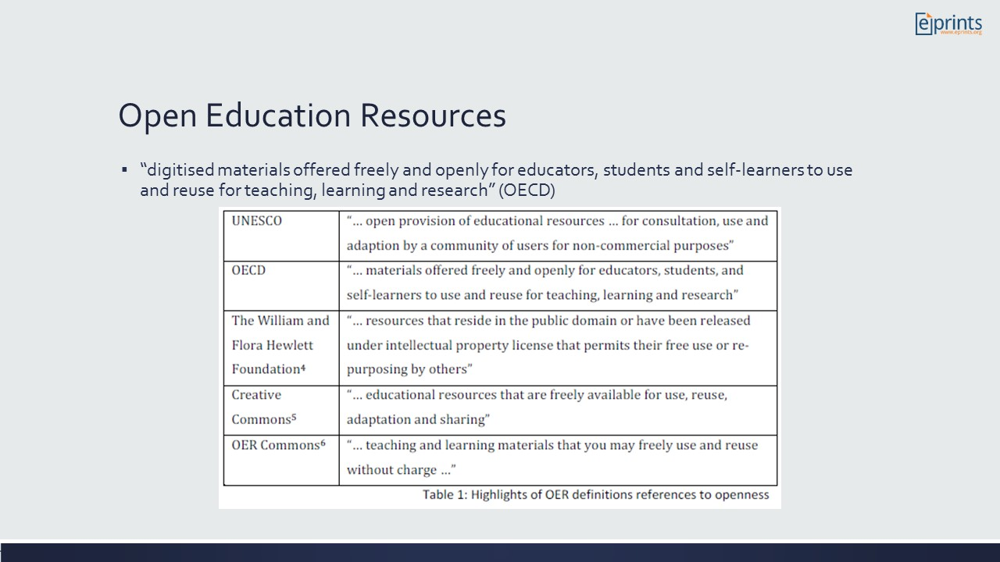 [e]prints
www.eprints.org
Open Education Resources
▪ “digitised materials offered freely and openly for educators, students and self-learners to use
and reuse for teaching, learning and research” (OECD)
UNESCO
“… open provision of educational resources … for consultation, use and
adaption by a community of users for non-commercial purposes”
OECD
“… materials offered freely and openly for educators, students, and
self-learners to use and reuse for teaching, learning and research”
The William and
Flora Hewlett
Foundation⁴
“… resources that reside in the public domain or have been released
under intellectual property license that permits their free use or re-
purposing by others”
Creative
Commons⁵
“… educational resources that are freely available for use, reuse,
adaptation and sharing”
OER Commons⁶
“… teaching and learning materials that you may freely use and reuse
without charge …”
Table 1: Highlights of OER definitions references to openness